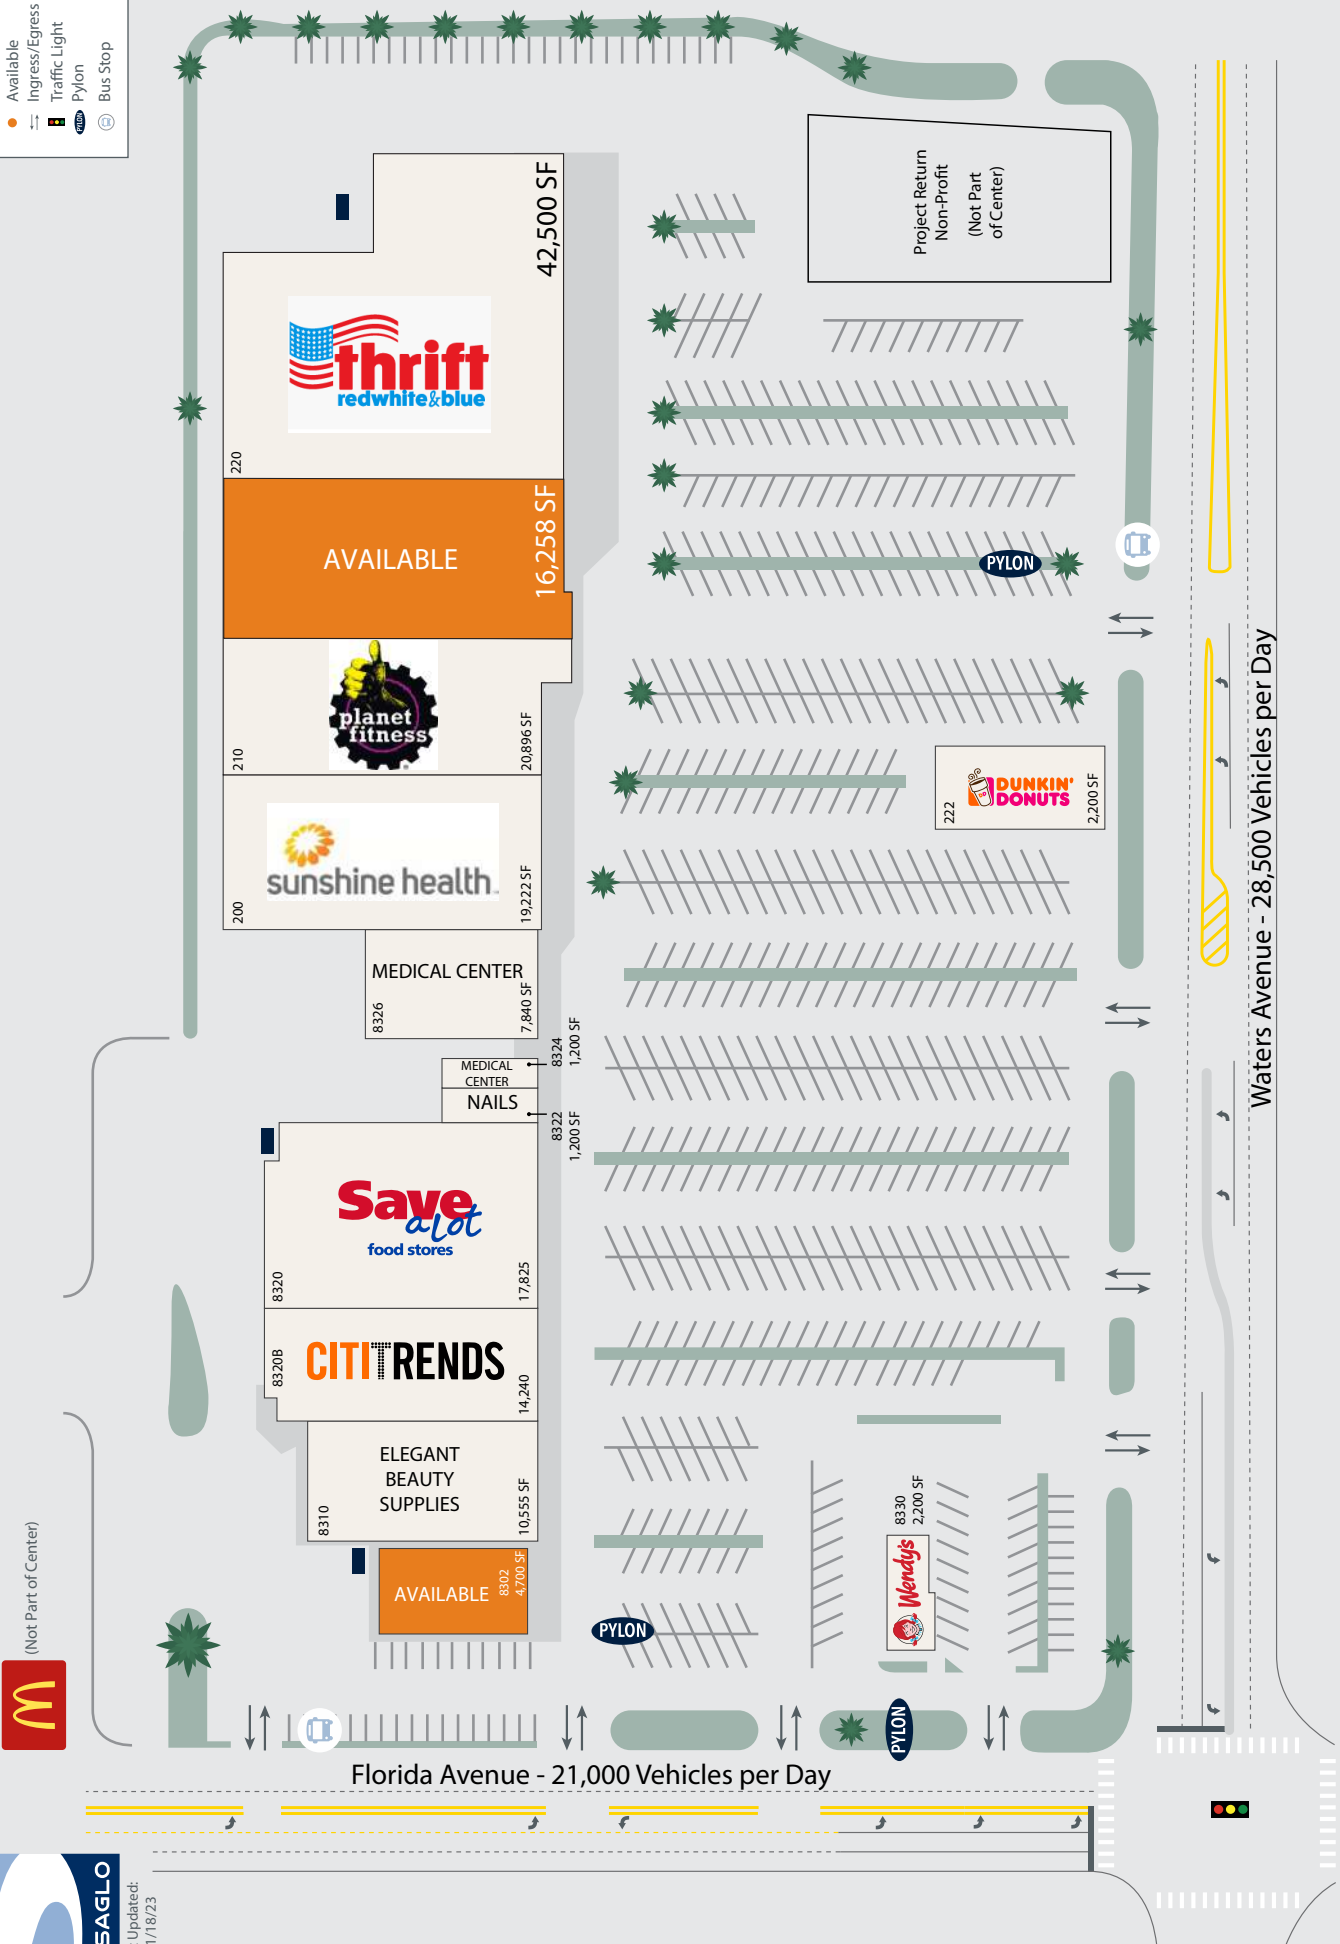 Available
Ingress/Egress
Traffic Light
PYLON
Pylon
Bus Stop
Project Return
Non-Profit
(Not Part
of Center)
42,500 SF
thrift
redwhite&blue
220
AVAILABLE
16,258 SF
planet
fitness
210
20,896 SF
sunshine health
200
19,222 SF
MEDICAL CENTER
8326
7,840 SF
MEDICAL
CENTER
8324
1,200 SF
NAILS
8322
1,200 SF
Save
a Lot
food stores
8320
17,825
8320B
CITITRENDS
14,240
ELEGANT
BEAUTY
SUPPLIES
8310
10,555 SF
AVAILABLE
8302
4,700 SF
PYLON
DUNKIN'
DONUTS
222
2,200 SF
Wendy's
8330
2,200 SF
PYLON
PYLON
(Not Part of Center)
Waters Avenue - 28,500 Vehicles per Day
Florida Avenue - 21,000 Vehicles per Day
SAGLO
Updated:
1/18/23